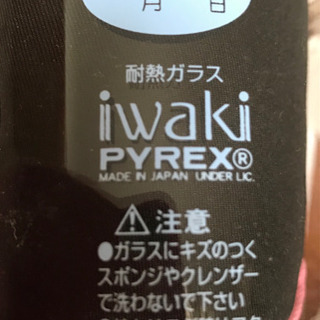 月　日
耐熱ガラス
iwaki
PYREX®
MADE IN JAPAN UNDER LIC.
⚠注意
●ガラスにキズのつく
スポンジやクレンザー
で洗わないで下さい